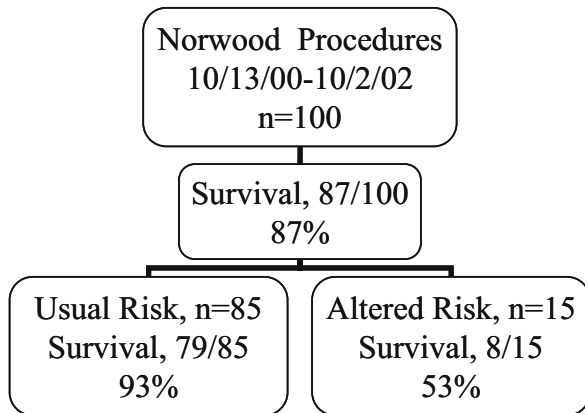 Norwood Procedures
10/13/00-10/2/02
n=100
Survival, 87/100
87%
Usual Risk, n=85
Survival, 79/85
93%
Altered Risk, n=15
Survival, 8/15
53%